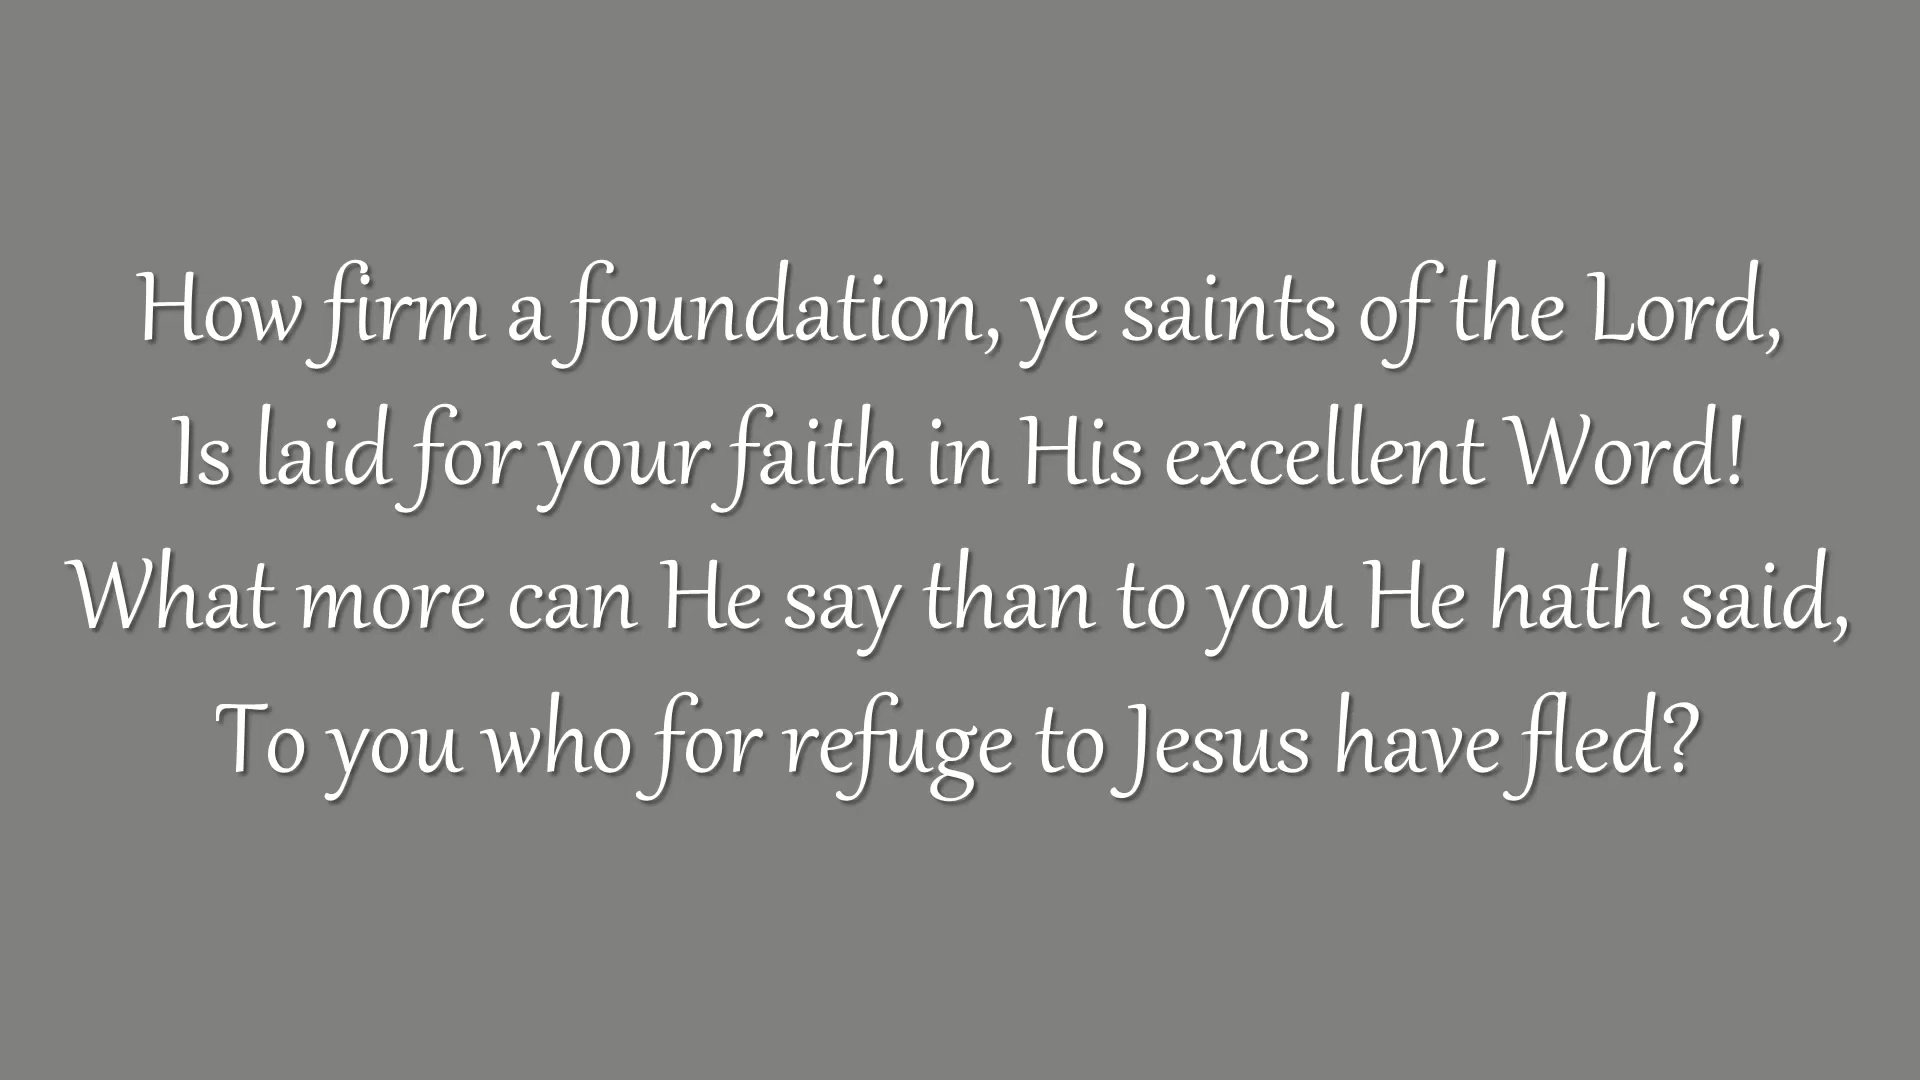 How firm a foundation, ye saints of the Lord,
Is laid for your faith in His excellent Word!
What more can He say than to you He hath said,
To you who for refuge to Jesus have fled?